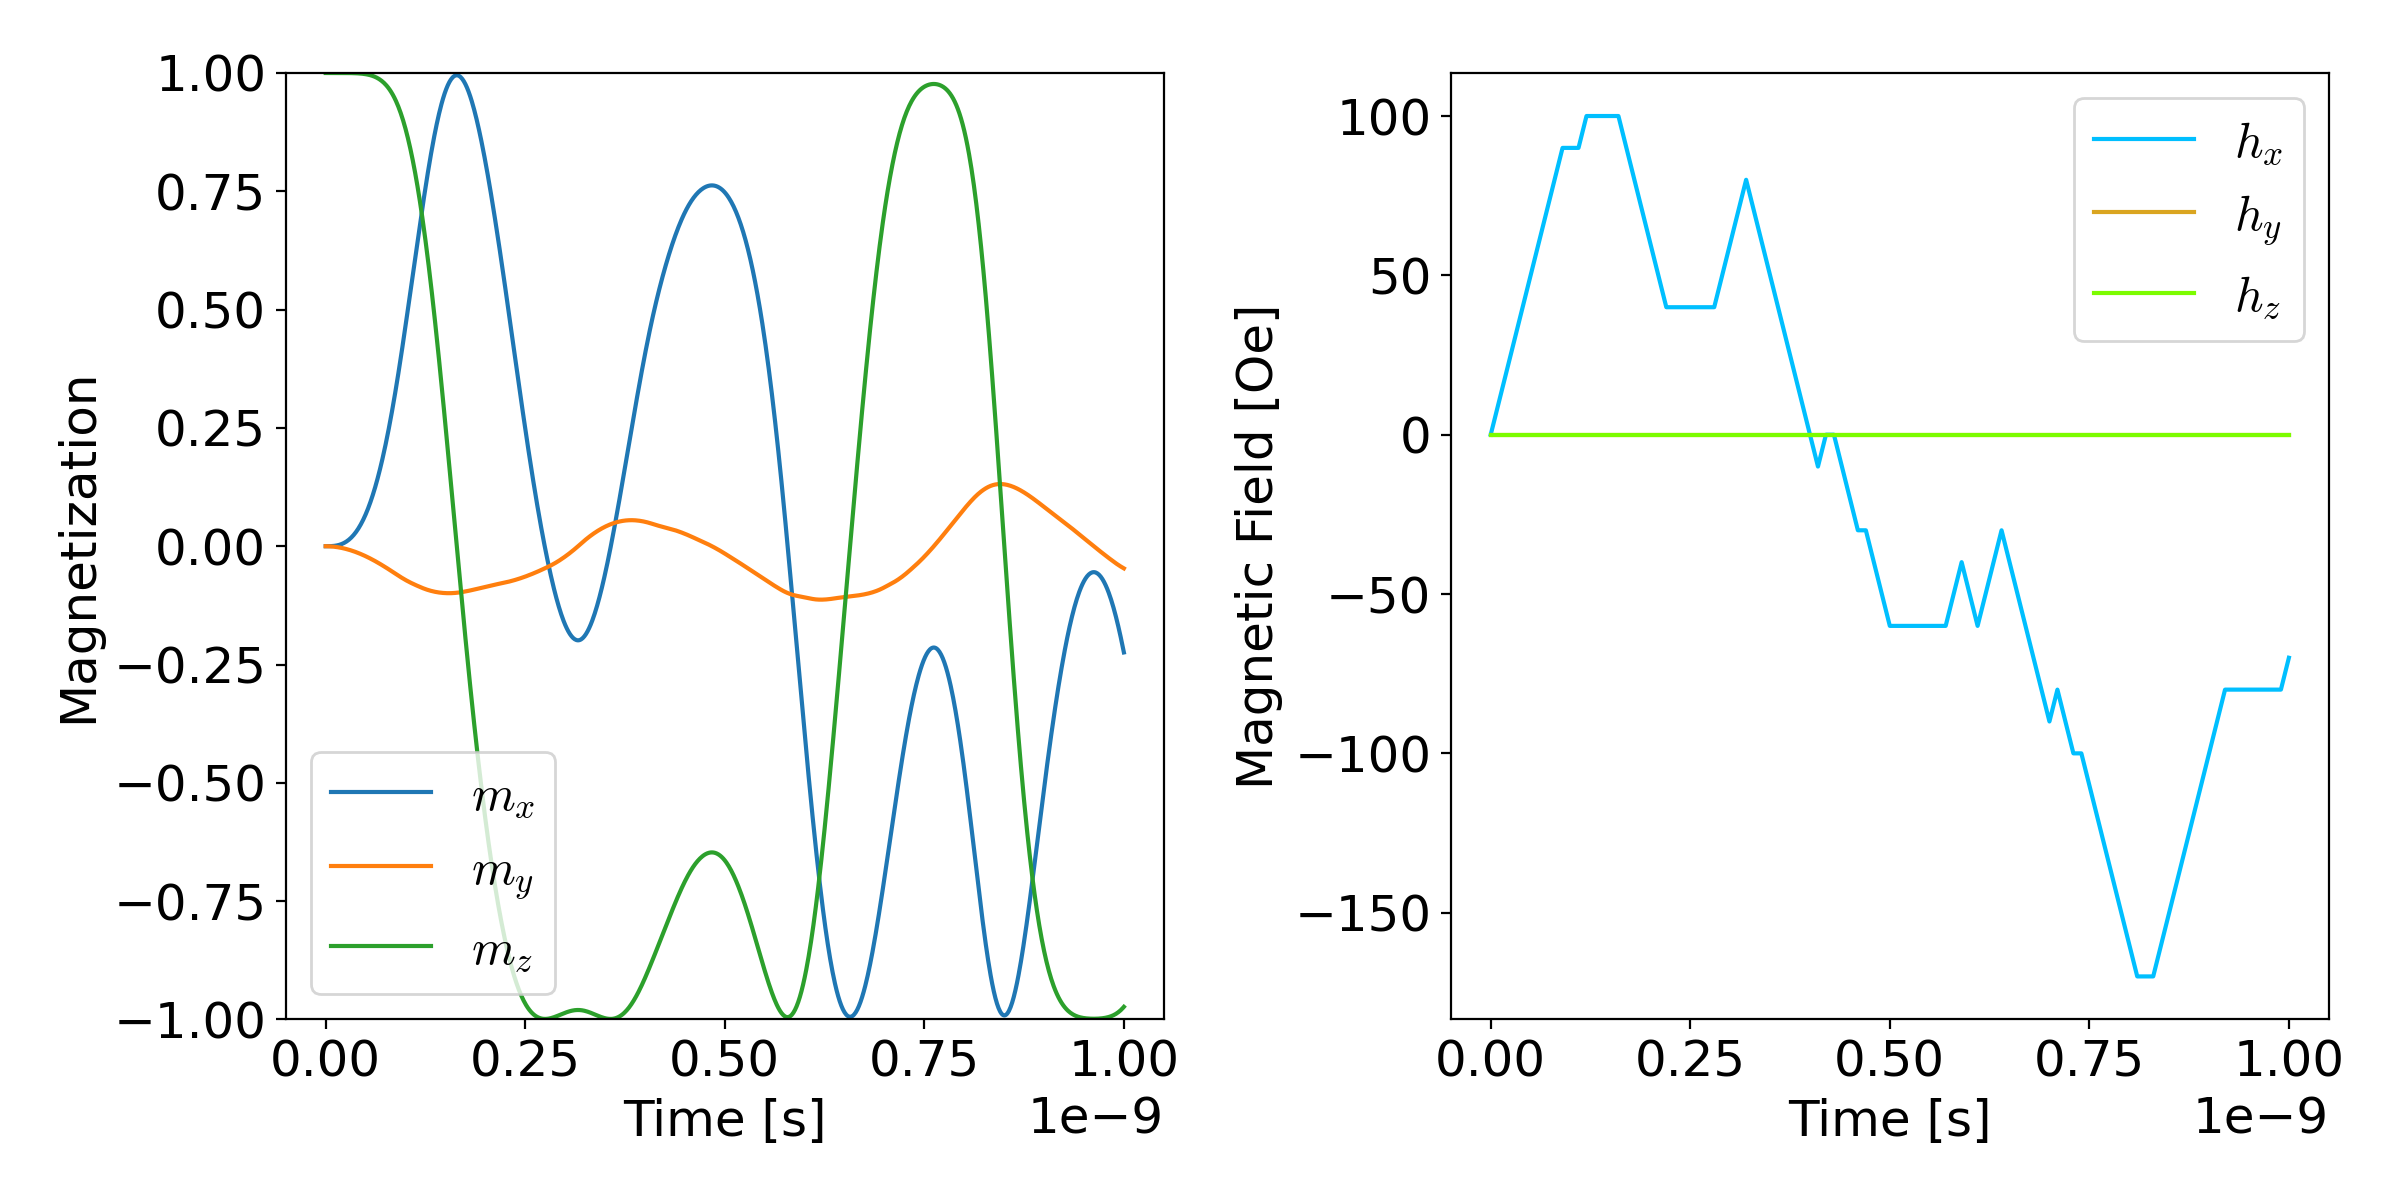 Magnetization
1.00
0.75
0.50
0.25
0.00
−0.25
−0.50
−0.75
−1.00
m_x
m_y
m_z
0.00 0.25 0.50 0.75 1.00
Time [s]
1e−9
Magnetic Field [Oe]
100
50
0
−50
−100
−150
h_x
h_y
h_z
0.00 0.25 0.50 0.75 1.00
Time [s]
1e−9